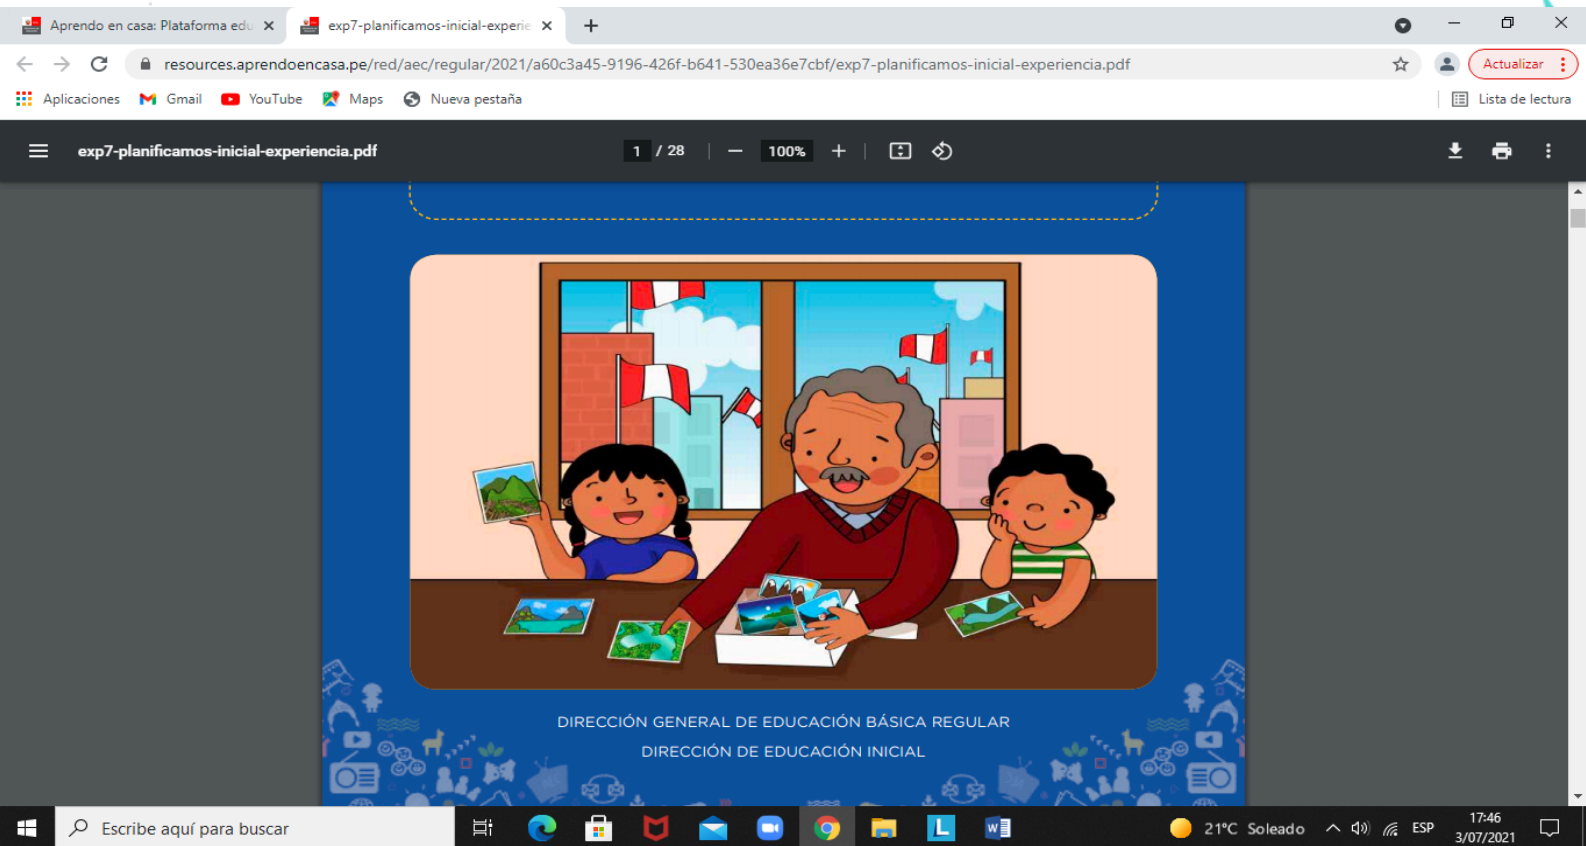 Aprendo en casa: Plataforma edu
exp7-planificamos-inicial-experie
resources.aprendoencasa.pe/red/aec/regular/2021/a60c3a45-9196-426f-b641-530ea36e7cbf/exp7-planificamos-inicial-experiencia.pdf
Actualizar
Aplicaciones
Gmail
YouTube
Maps
Nueva pestaña
Lista de lectura
exp7-planificamos-inicial-experiencia.pdf
1 / 28
100%
DIRECCIÓN GENERAL DE EDUCACIÓN BÁSICA REGULAR
DIRECCIÓN DE EDUCACIÓN INICIAL
Escribe aquí para buscar
L
W
21°C Soleado
ESP
17:46
3/07/2021